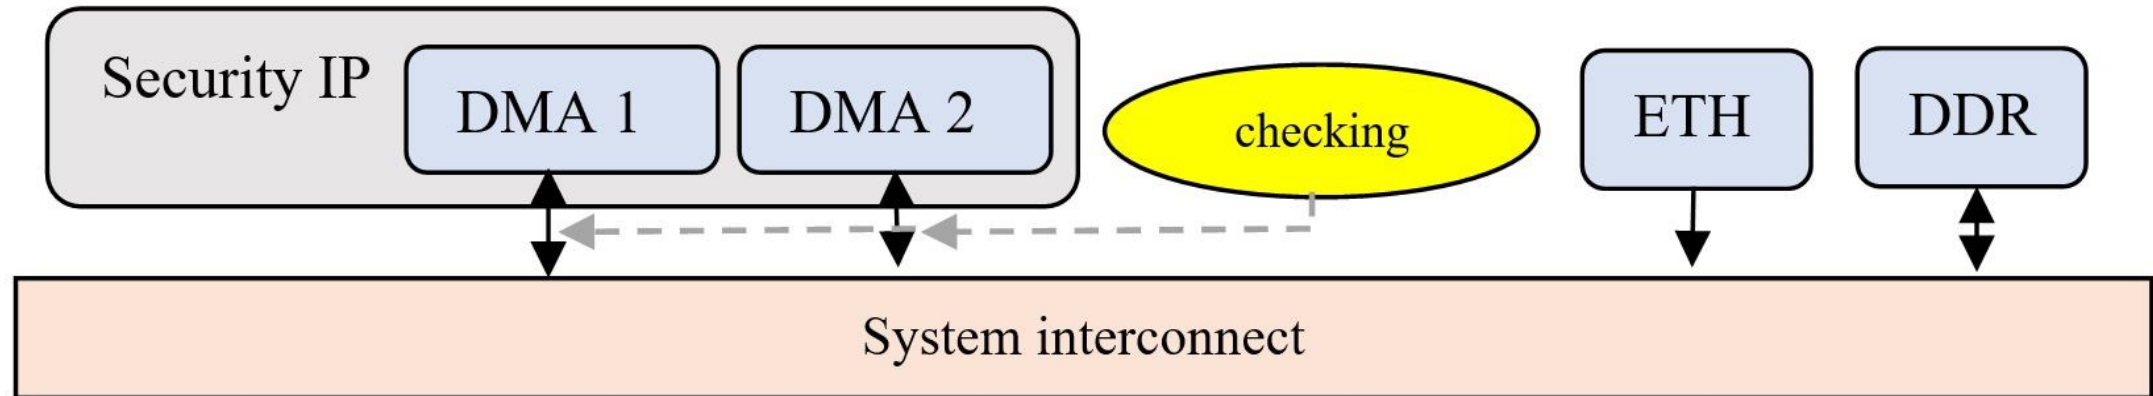 Security IP
DMA 1
DMA 2
checking
ETH
DDR
System interconnect